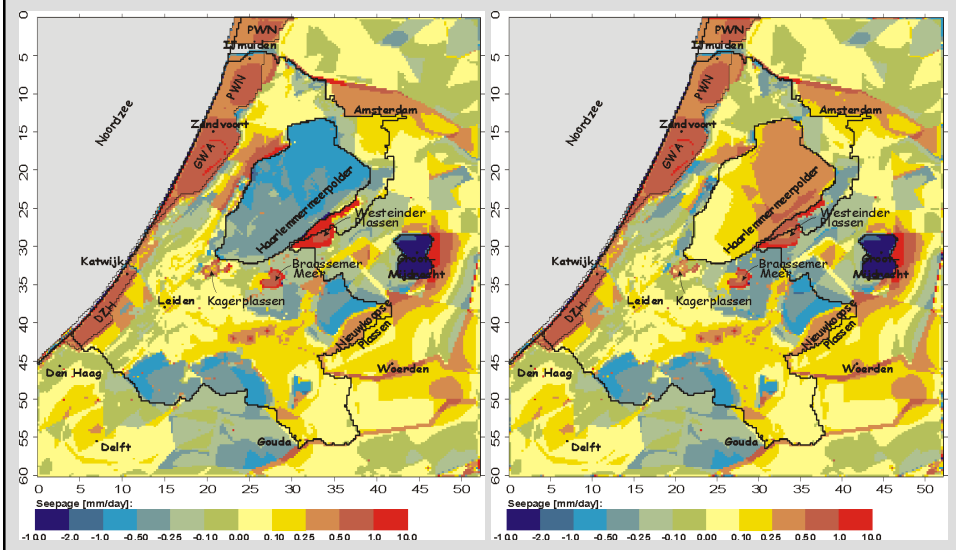 PWN
IJmuiden
PWN
Noordzee
Zandvoort
Amsterdam
GWA
Haarlemmermeerpolder
Westeinder
Plassen
Katwijk
Braassemer
Meer
Mijdrecht
Leiden
Kagerplassen
DZH
Nieuwkoopse
Plassen
Den Haag
Woerden
Gouda
Delft
0
5
10
15
20
25
30
35
40
45
50
55
60
0 5 10 15 20 25 30 35 40 45 50
Seepage [mm/day]:
-10.0 -2.0 -1.0 -0.50 -0.25 -0.10 0.00 0.10 0.25 0.50 1.0 10.0
PWN
IJmuiden
PWN
Noordzee
Zandvoort
Amsterdam
GWA
Haarlemmermeerpolder
Westeinder
Plassen
Katwijk
Braassemer
Meer
Mijdrecht
Leiden
Kagerplassen
DZH
Nieuwkoopse
Plassen
Den Haag
Woerden
Gouda
Delft
0
5
10
15
20
25
30
35
40
45
50
55
60
0 5 10 15 20 25 30 35 40 45 50
Seepage [mm/day]:
-10.0 -2.0 -1.0 -0.50 -0.25 -0.10 0.00 0.10 0.25 0.50 1.0 10.0